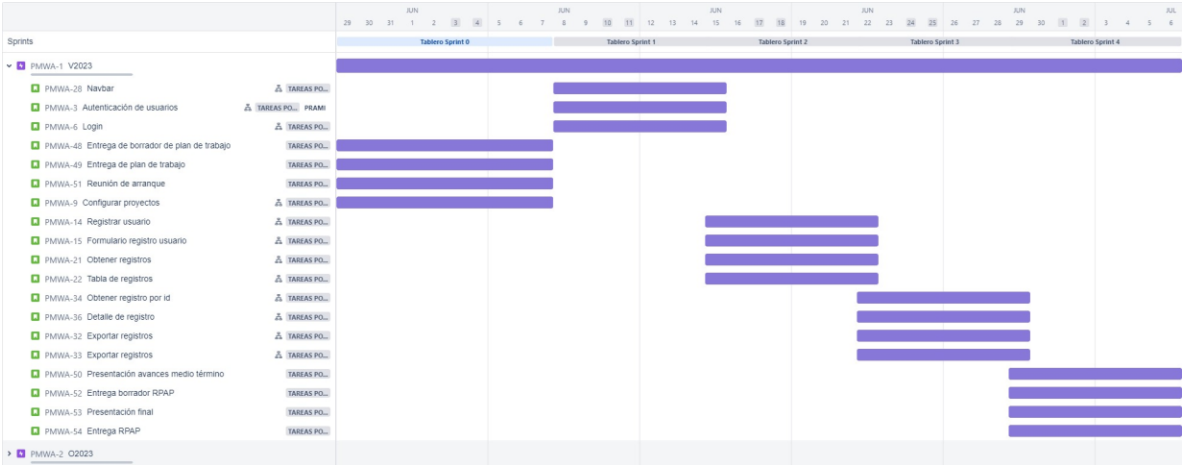 JUN JUN JUN JUN JUN JUL
29 30 31 1 2 3 4 5 6 7 8 9 10 11 12 13 14 15 16 17 18 19 20 21 22 23 24 25 26 27 28 29 30 1 2 3 4 5 6
Sprints Tablero Sprint 0 Tablero Sprint 1 Tablero Sprint 2 Tablero Sprint 3 Tablero Sprint 4
PMWA-1 V2023
PMWA-28 Navbar TAREAS PO...
PMWA-3 Autenticación de usuarios TAREAS PO... PRAMI
PMWA-6 Login TAREAS PO...
PMWA-48 Entrega de borrador de plan de trabajo TAREAS PO...
PMWA-49 Entrega de plan de trabajo TAREAS PO...
PMWA-51 Reunión de arranque TAREAS PO...
PMWA-9 Configurar proyectos TAREAS PO...
PMWA-14 Registrar usuario TAREAS PO...
PMWA-15 Formulario registro usuario TAREAS PO...
PMWA-21 Obtener registros TAREAS PO...
PMWA-22 Tabla de registros TAREAS PO...
PMWA-34 Obtener registro por id TAREAS PO...
PMWA-36 Detalle de registro TAREAS PO...
PMWA-32 Exportar registros TAREAS PO...
PMWA-33 Exportar registros TAREAS PO...
PMWA-50 Presentación avances medio término TAREAS PO...
PMWA-52 Entrega borrador RPAP TAREAS PO...
PMWA-53 Presentación final TAREAS PO...
PMWA-54 Entrega RPAP TAREAS PO...
PMWA-2 O2023